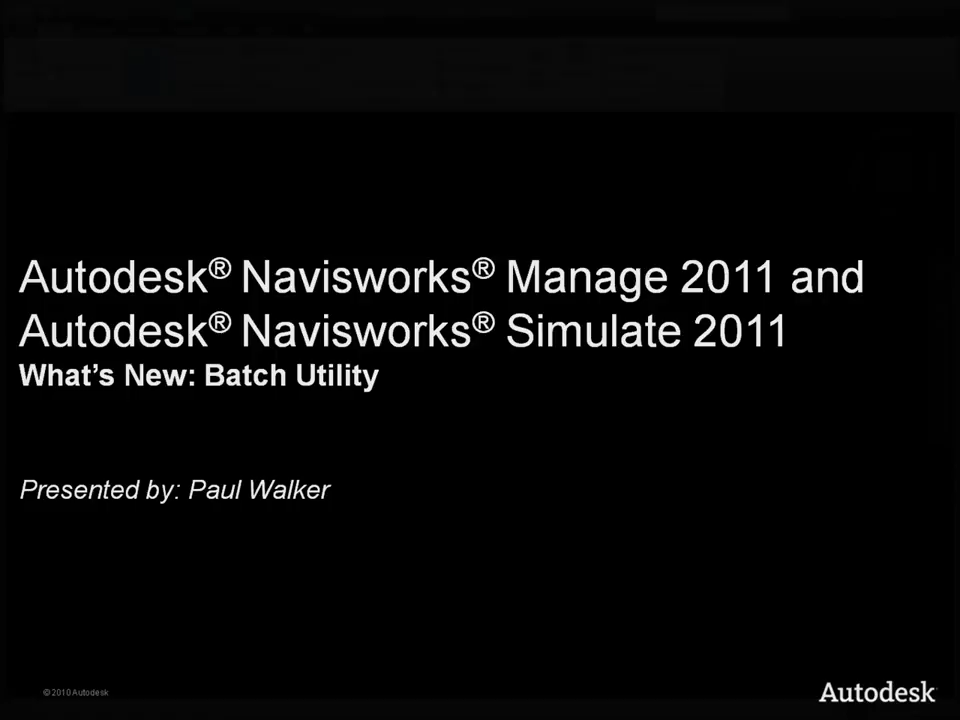 Autodesk® Navisworks® Manage 2011 and
Autodesk® Navisworks® Simulate 2011
What's New: Batch Utility
Presented by: Paul Walker
© 2010 Autodesk
Autodesk